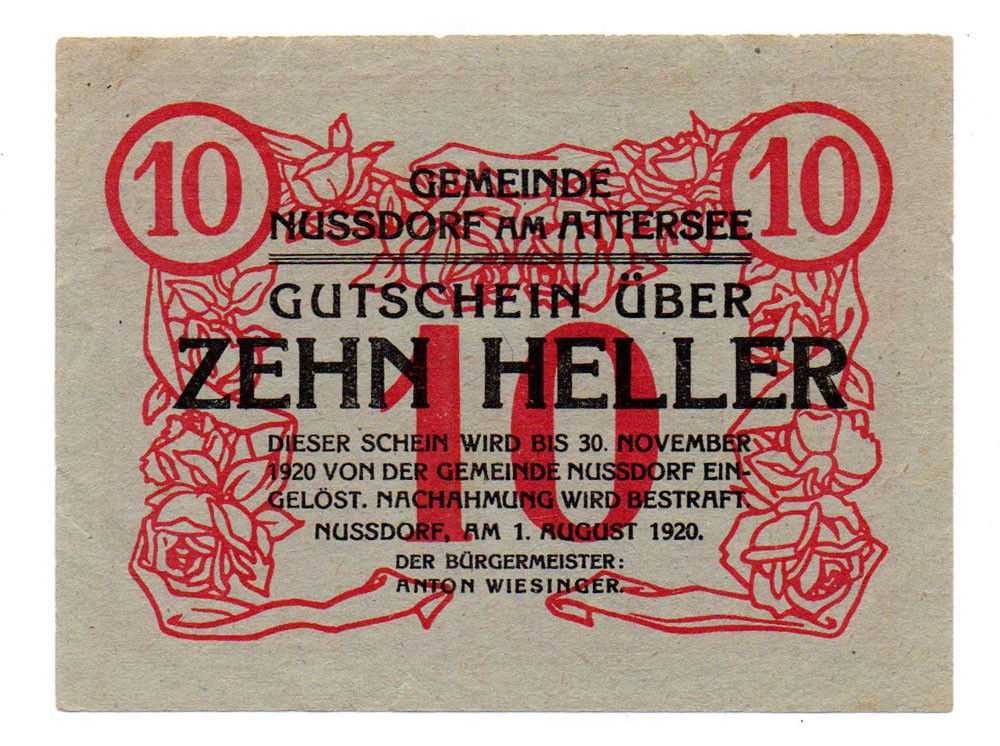 10 10
GEMEINDE
NUSSDORF AM ATTERSEE
GUTSCHEIN ÜBER
ZEHN HELLER
10
DIESER SCHEIN WIRD BIS 30. NOVEMBER
1920 VON DER GEMEINDE NUSSDORF EIN-
GELÖST. NACHAHMUNG WIRD BESTRAFT.
NUSSDORF, AM 1. AUGUST 1920.
DER BÜRGERMEISTER:
ANTON WIESINGER.